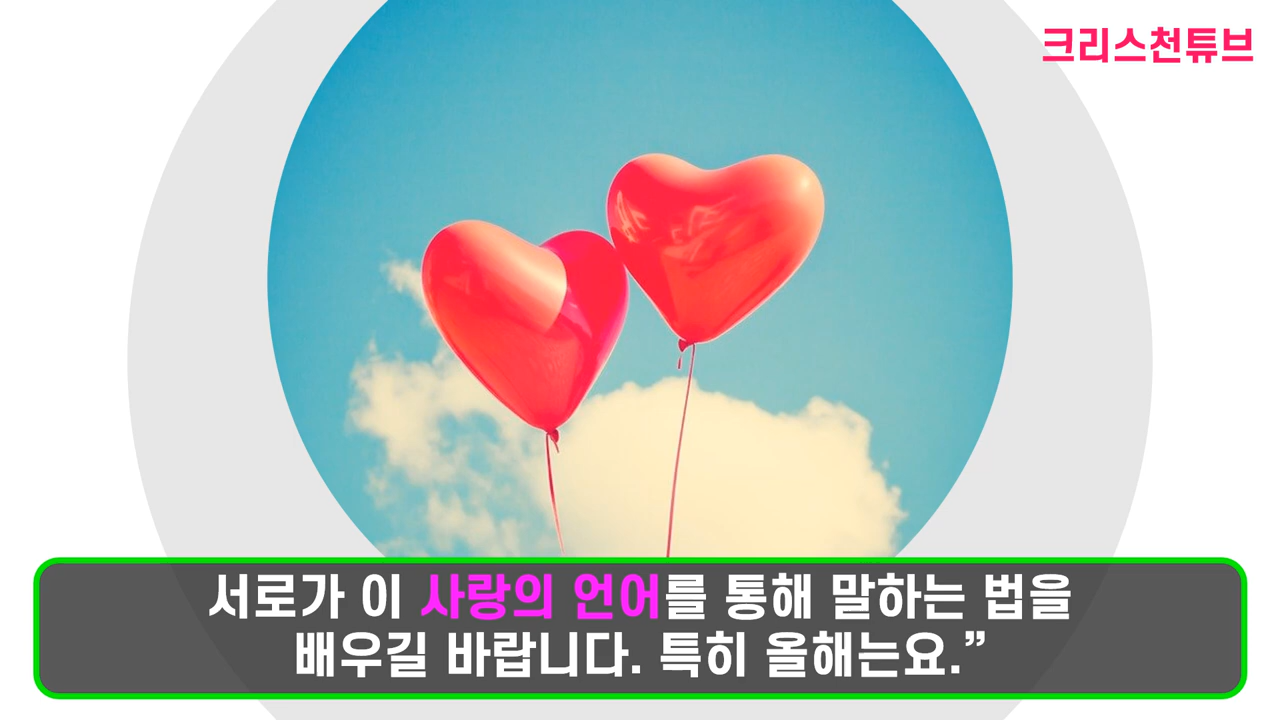 크리스천튜브
서로가 이 사랑의 언어를 통해 말하는 법을
배우길 바랍니다. 특히 올해는요.”